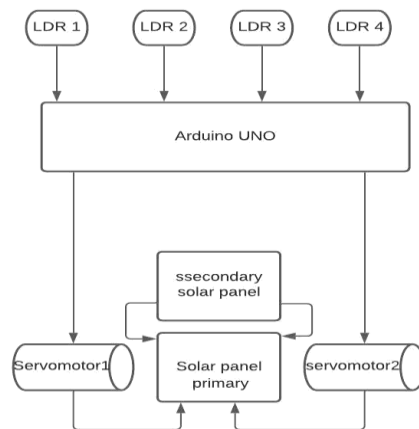 LDR 1
LDR 2
LDR 3
LDR 4
Arduino UNO
ssecondary
solar panel
Servomotor1
Solar panel
primary
servomotor2